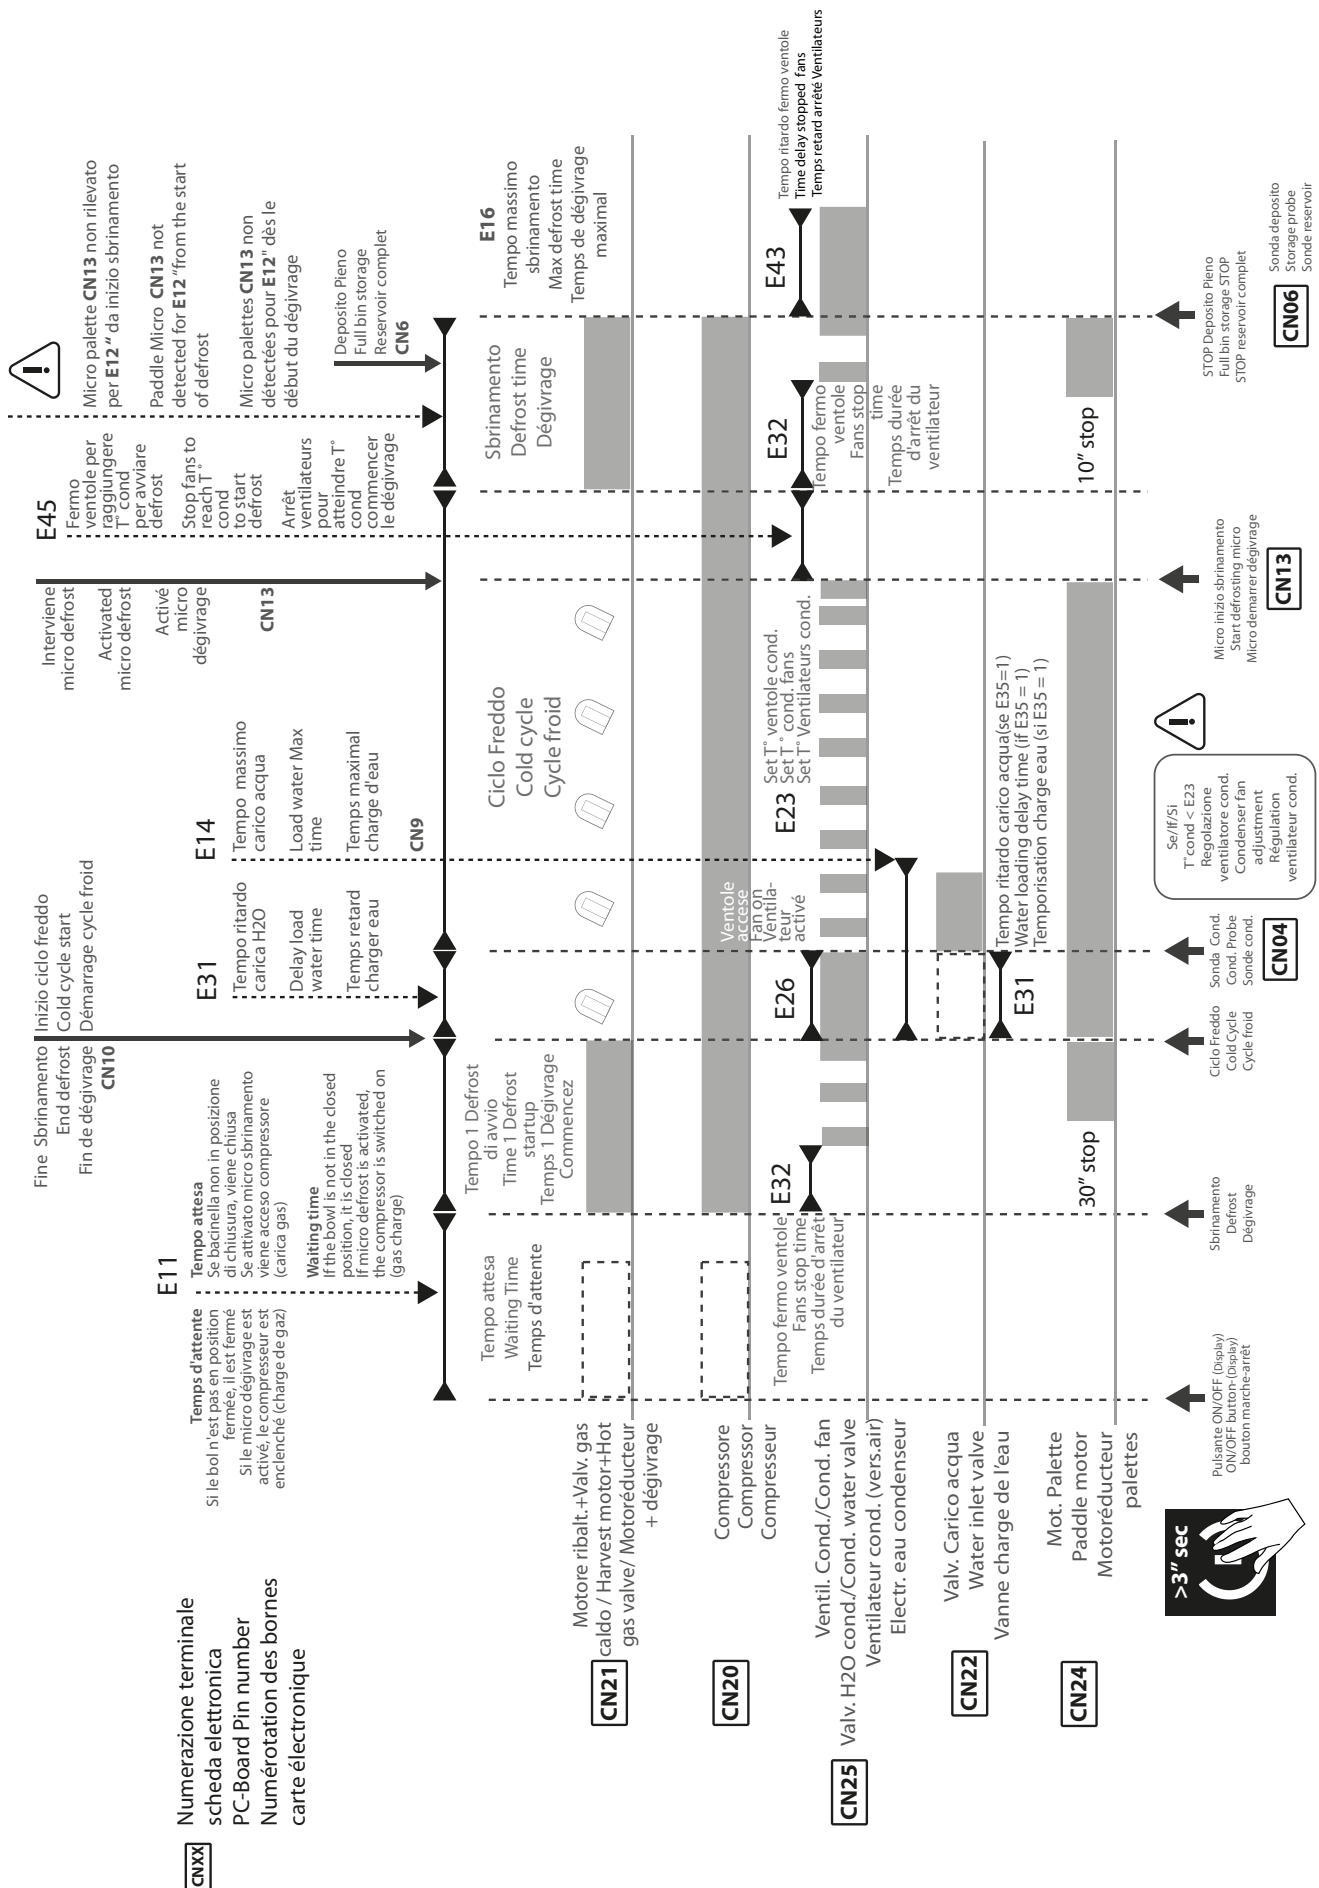 Fine Sbrinamento
End defrost
Fin de dégivrage
CN10
Inizio ciclo freddo
Cold cycle start
Démarrage cycle froid
Interviene
micro defrost
Activated
micro defrost
Activé
micro
dégivrage
CN13
E45
Fermo
ventole per
raggiungere
T° cond
per avviare
defrost
Stop fans to
reach T°
cond
to start
defrost
Arrêt
ventilateurs
pour
atteindre T°
cond
commencer
le dégivrage
!
Micro palette CN13 non rilevato
per E12 “ da inizio sbrinamento
Paddle Micro CN13 not
detected for E12 “from the start
of defrost
Micro palettes CN13 non
détectées pour E12" dès le
début du dégivrage
Deposito Pieno
Full bin storage
Reservoir complet
CN6
E11
Temps d'attente
Si le bol n'est pas en position
fermée, il est fermé
Si le micro dégivrage est
activé, le compresseur est
enclenché (charge de gaz)
Tempo attesa
Se bacinella non in posizione
di chiusura, viene chiusa
Se attivato micro sbrinamento
viene acceso compressore
(carica gas)
Waiting time
If the bowl is not in the closed
position, it is closed
If micro defrost is activated,
the compressor is switched on
(gas charge)
E31
Tempo ritardo
carica H2O
Delay load
water time
Temps retard
charger eau
E14
Tempo massimo
carico acqua
Load water Max
time
Temps maximal
charge d'eau
CN9
CNXX
Numerazione terminale
scheda elettronica
PC-Board Pin number
Numérotation des bornes
carte électronique
Tempo attesa
Waiting Time
Temps d'attente
Tempo 1 Defrost
di avvio
Time 1 Defrost
startup
Temps 1 Dégivrage
Commencez
Ciclo Freddo
Cold cycle
Cycle froid
Sbrinamento
Defrost time
Dégivrage
E16
Tempo massimo
sbrinamento
Max defrost time
Temps de dégivrage
maximal
CN21
Motore ribalt.+Valv. gas
caldo / Harvest motor+Hot
gas valve/ Motoréducteur
+ dégivrage
CN20
Compressore
Compressor
Compresseur
Ventole
accese
Fan on
Ventila-
teur
activé
CN25
Ventil. Cond./Cond. fan
Valv. H2O cond./Cond. water valve
Ventilateur cond. (vers.air)
Electr. eau condenseur
Tempo fermo ventole
Fans stop time
Temps durée d'arrêt
du ventilateur
E32
E26
E23
Set T° ventole cond.
Set T° cond. fans
Set T° Ventilateurs cond.
E32
Tempo fermo
ventole
Fans stop
time
Temps durée
d'arrêt du
ventilateur
E43
Tempo ritardo fermo ventole
Time delay stopped fans
Temps retard arrêté Ventilateurs
CN22
Valv. Carico acqua
Water inlet valve
Vanne charge de l'eau
E31
Tempo ritardo carico acqua(se E35=1)
Water loading delay time (if E35 = 1)
Temporisation charge eau (si E35 = 1)
CN24
Mot. Palette
Paddle motor
Motoréducteur
palettes
30” stop
10” stop
>3” sec
Pulsante ON/OFF (Display)
ON/OFF button-(Display)
bouton marche-arrêt
Sbrinamento
Defrost
Dégivrage
Ciclo Freddo
Cold Cycle
Cycle froid
Sonda Cond.
Cond. Probe
Sonde cond.
CN04
Se/If/Si
T°cond < E23
Regolazione
ventilatore cond.
Condenser fan
adjustment
Régulation
ventilateur cond.
!
Micro inizio sbrinamento
Start defrosting micro
Micro demarrer dégivrage
CN13
STOP Deposito Pieno
Full bin storage STOP
STOP reservoir complet
CN06
Sonda deposito
Storage probe
Sonde reservoir